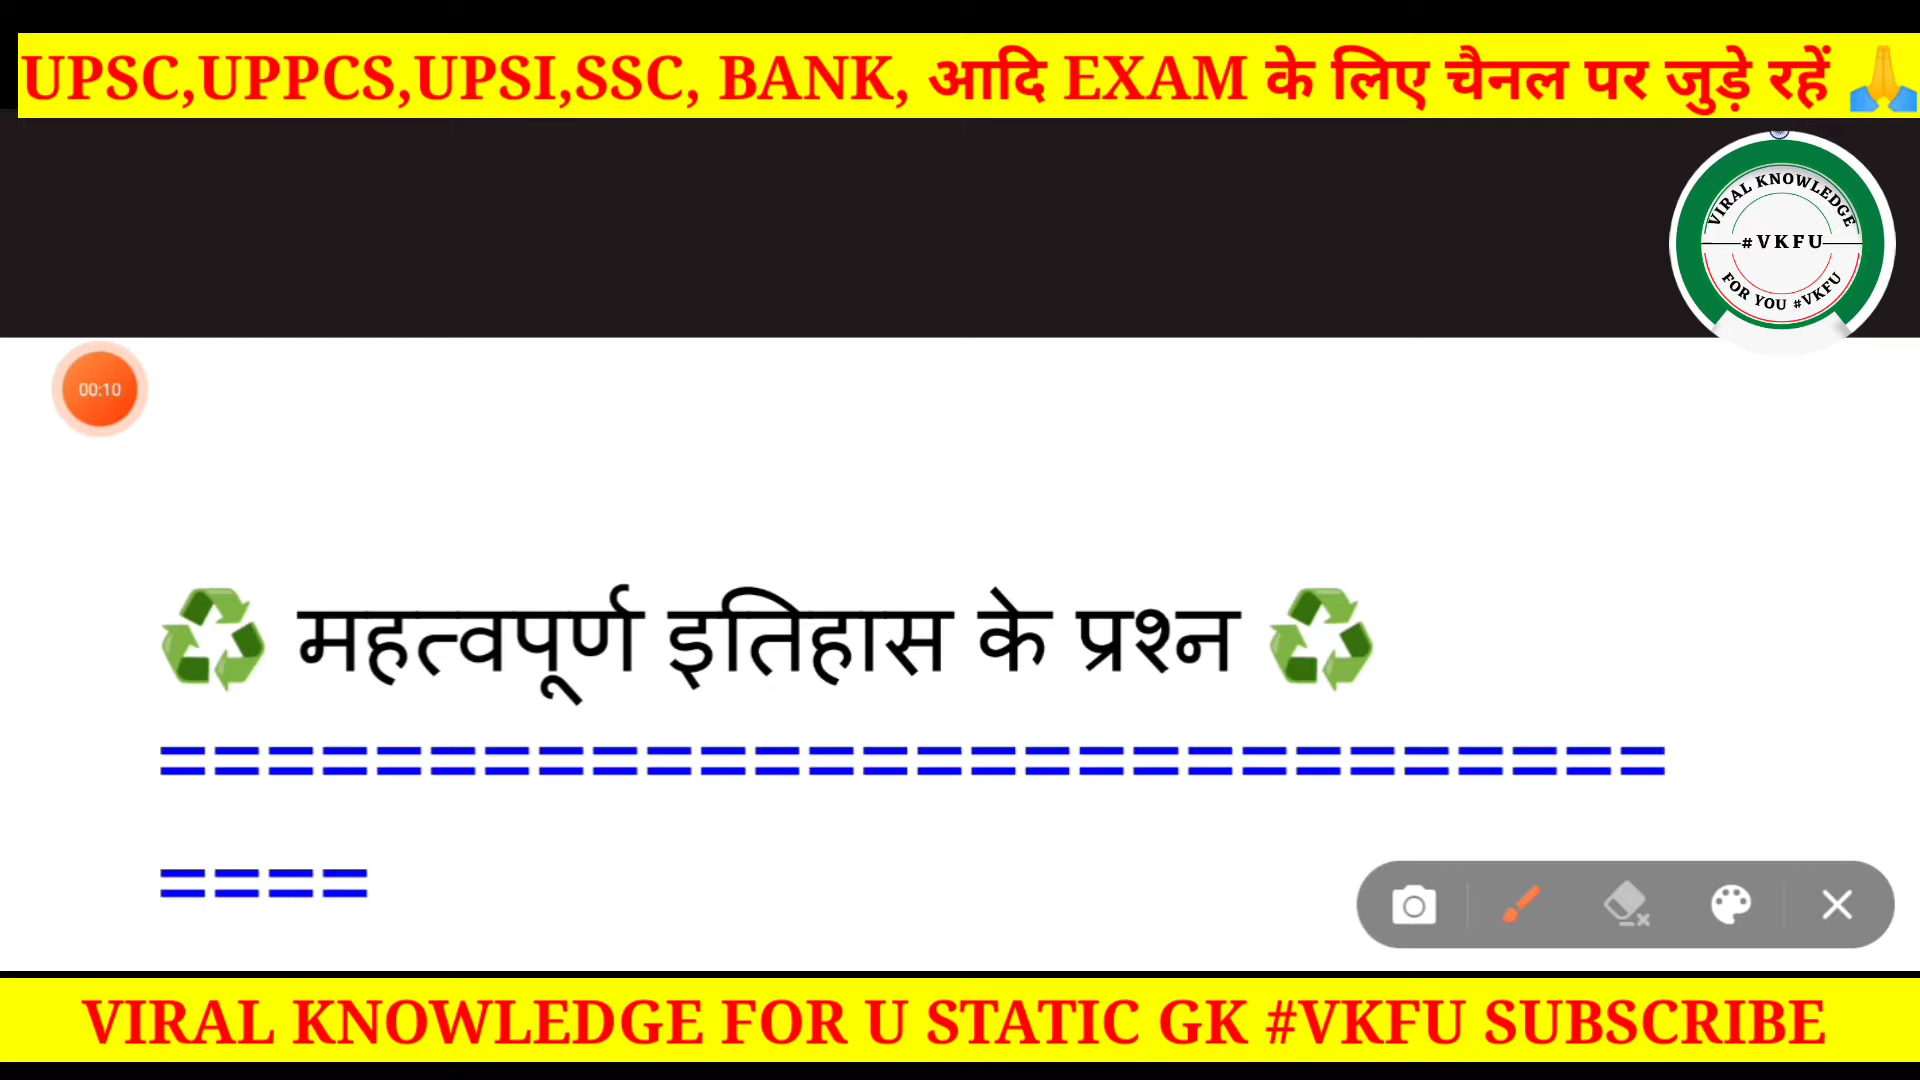 UPSC,UPPCS,UPSI,SSC, BANK, आदि EXAM के लिए चैनल पर जुड़े रहें 🙏
VIRAL KNOWLEDGE
#VKFU
FOR YOU #VKFU
00:10
♻️ महत्वपूर्ण इतिहास के प्रश्न ♻️
============================
====
VIRAL KNOWLEDGE FOR U STATIC GK #VKFU SUBSCRIBE